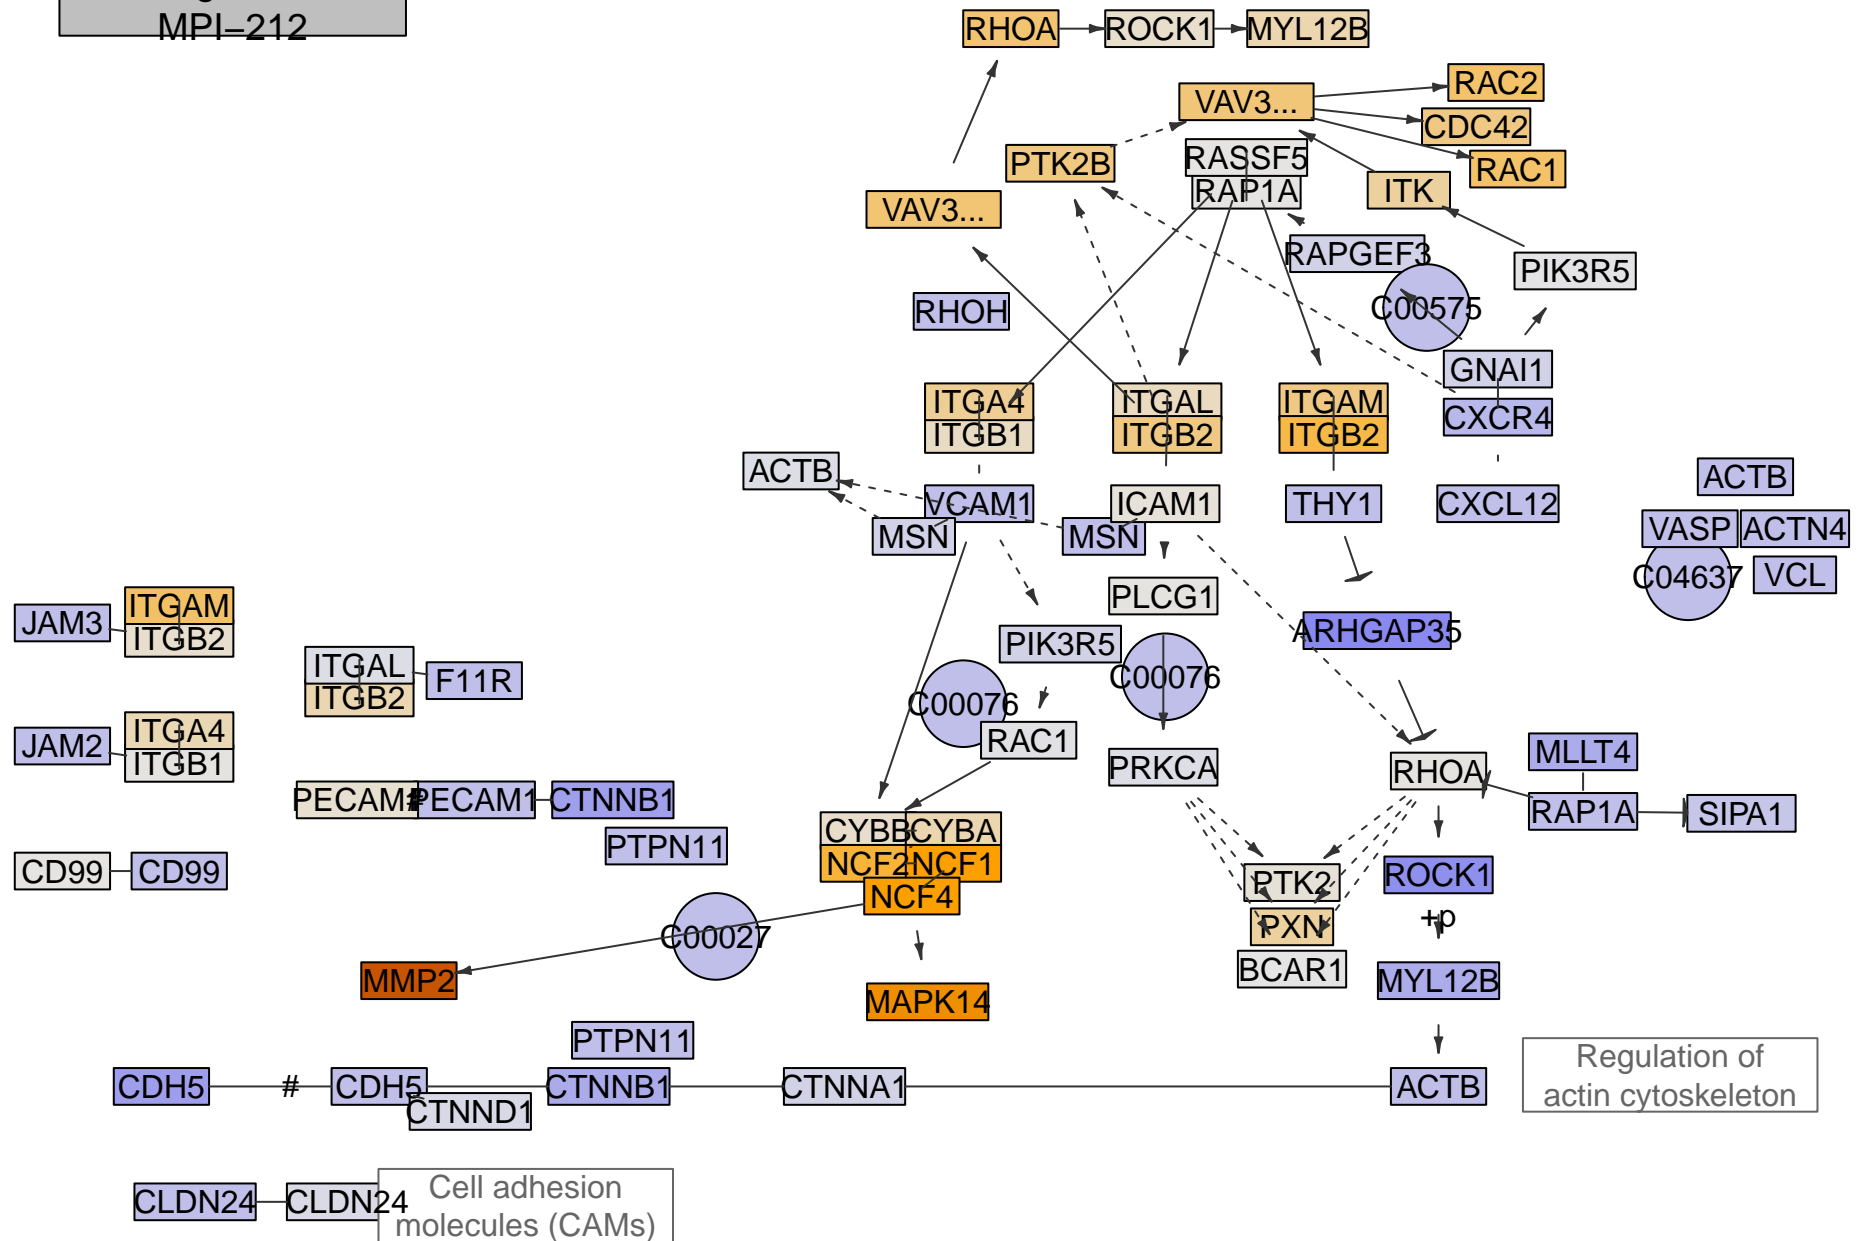 MPI−212
RHOA
ROCK1
MYL12B
VAV3...
RAC2
CDC42
RAC1
PTK2B
RASSF5
RAP1A
ITK
VAV3...
RAPGEF3
PIK3R5
RHOH
C00575
GNAI1
CXCR4
ITGA4
ITGB1
ITGAL
ITGB2
ITGAM
ITGB2
ACTB
VCAM1
MSN
ICAM1
MSN
THY1
CXCL12
ACTB
VASP
ACTN4
C04637
VCL
PLCG1
JAM3
ITGAM
ITGB2
ITGAL
ITGB2
F11R
PIK3R5
C00076
C00076
RAC1
ARHGAP35
JAM2
ITGA4
ITGB1
PRKCA
RHOA
MLLT4
RAP1A
SIPA1
PECAM1
#
PECAM1
CTNNB1
PTPN11
CYBB
CYBA
NCF2
NCF1
NCF4
CD99
CD99
PTK2
PXN
BCAR1
ROCK1
+p
MYL12B
C00027
MMP2
MAPK14
PTPN11
CDH5
#
CDH5
CTNND1
CTNNB1
CTNNA1
ACTB
Regulation of
actin cytoskeleton
CLDN24
CLDN24
Cell adhesion
molecules (CAMs)